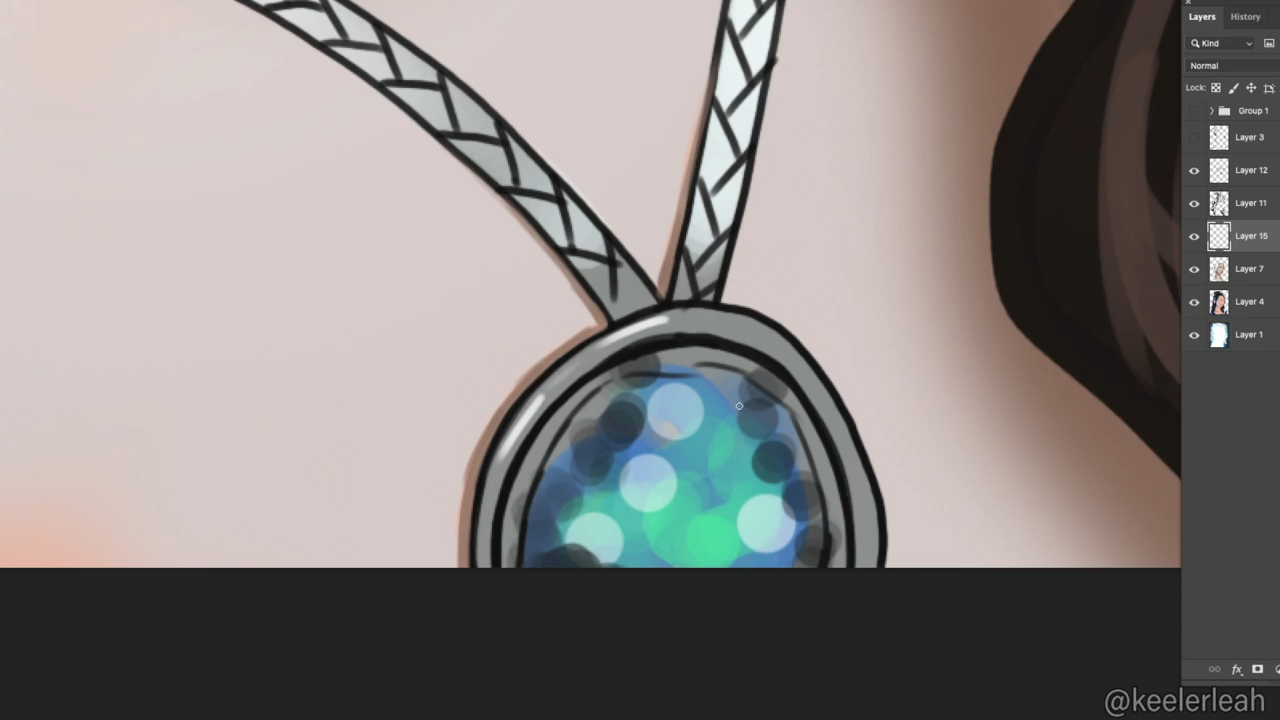 Layers History
Kind
Normal
Lock:
Group 1
Layer 3
Layer 12
Layer 11
Layer 15
Layer 7
Layer 4
Layer 1
fx
@keelerleah